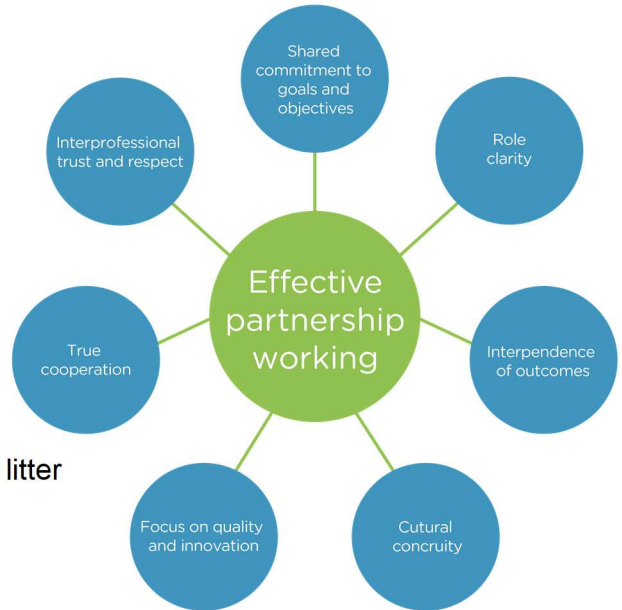 Shared
commitment to
goals and
objectives
Interprofessional
trust and respect
Role
clarity
Effective
partnership
working
True
cooperation
Interpendence
of outcomes
litter
Focus on quality
and innovation
Cutural
concruity